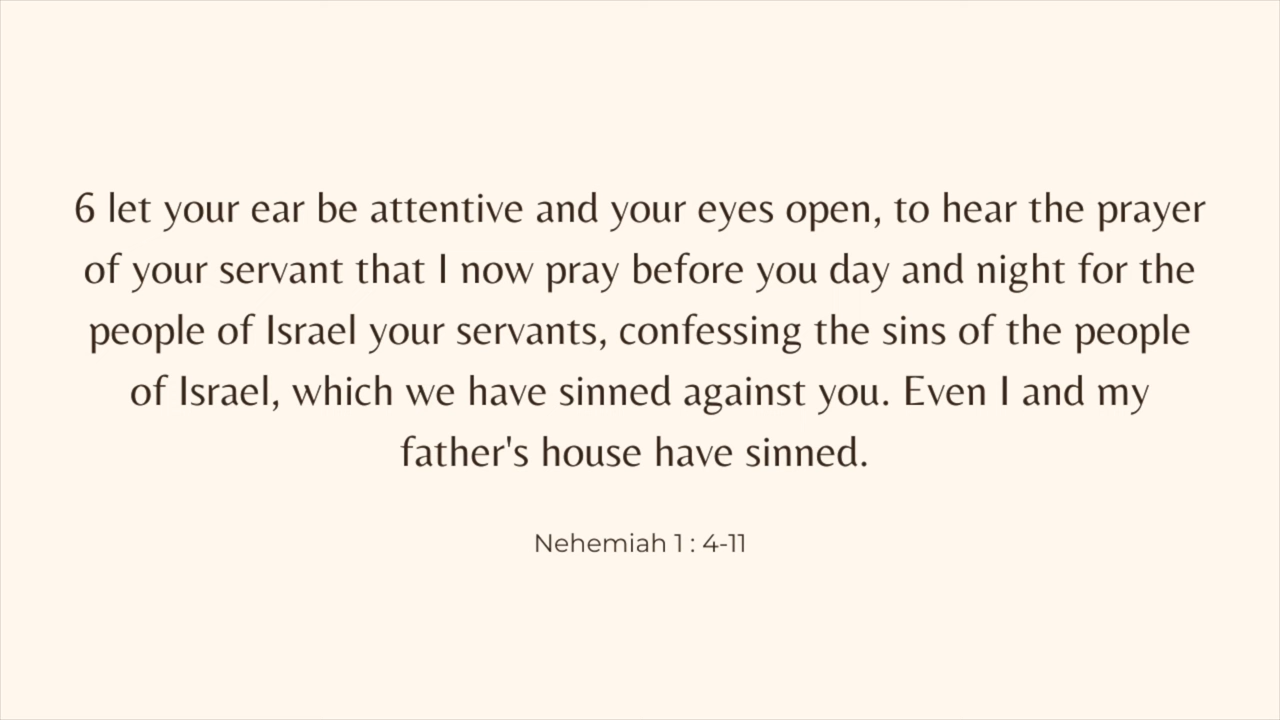 6 let your ear be attentive and your eyes open, to hear the prayer
of your servant that I now pray before you day and night for the
people of Israel your servants, confessing the sins of the people
of Israel, which we have sinned against you. Even I and my
father's house have sinned.
Nehemiah 1 : 4-11